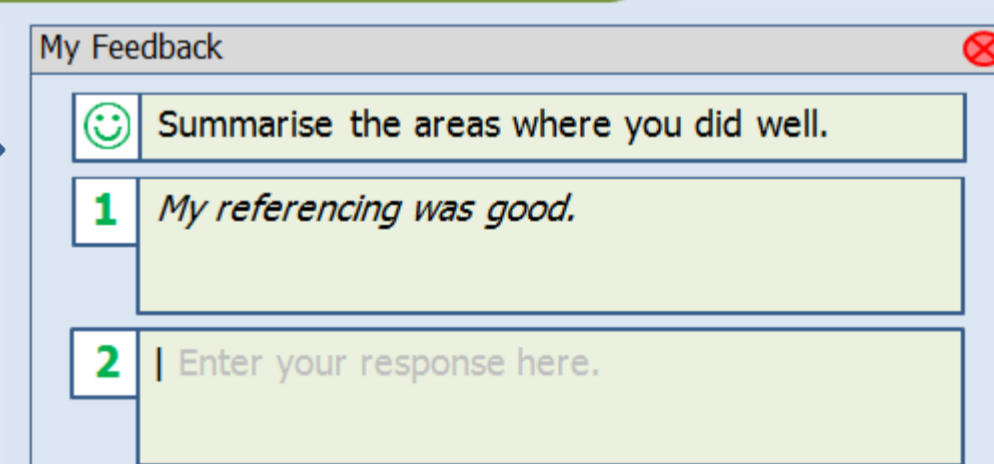 My Feedback
Summarise the areas where you did well.
1 My referencing was good.
2 Enter your response here.